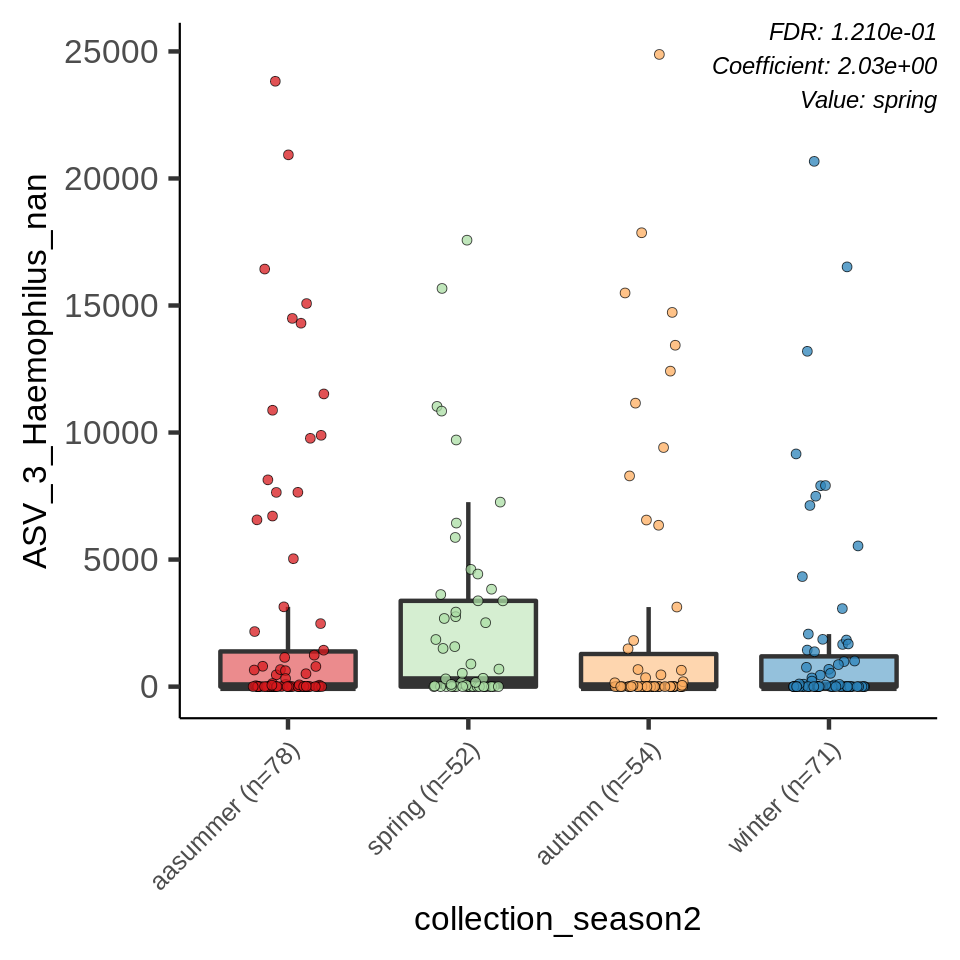 FDR: 1.210e-01
Coefficient: 2.03e+00
Value: spring
ASV_3_Haemophilus_nan
25000
20000
15000
10000
5000
0
aasummer (n=78)
spring (n=52)
autumn (n=54)
winter (n=71)
collection_season2